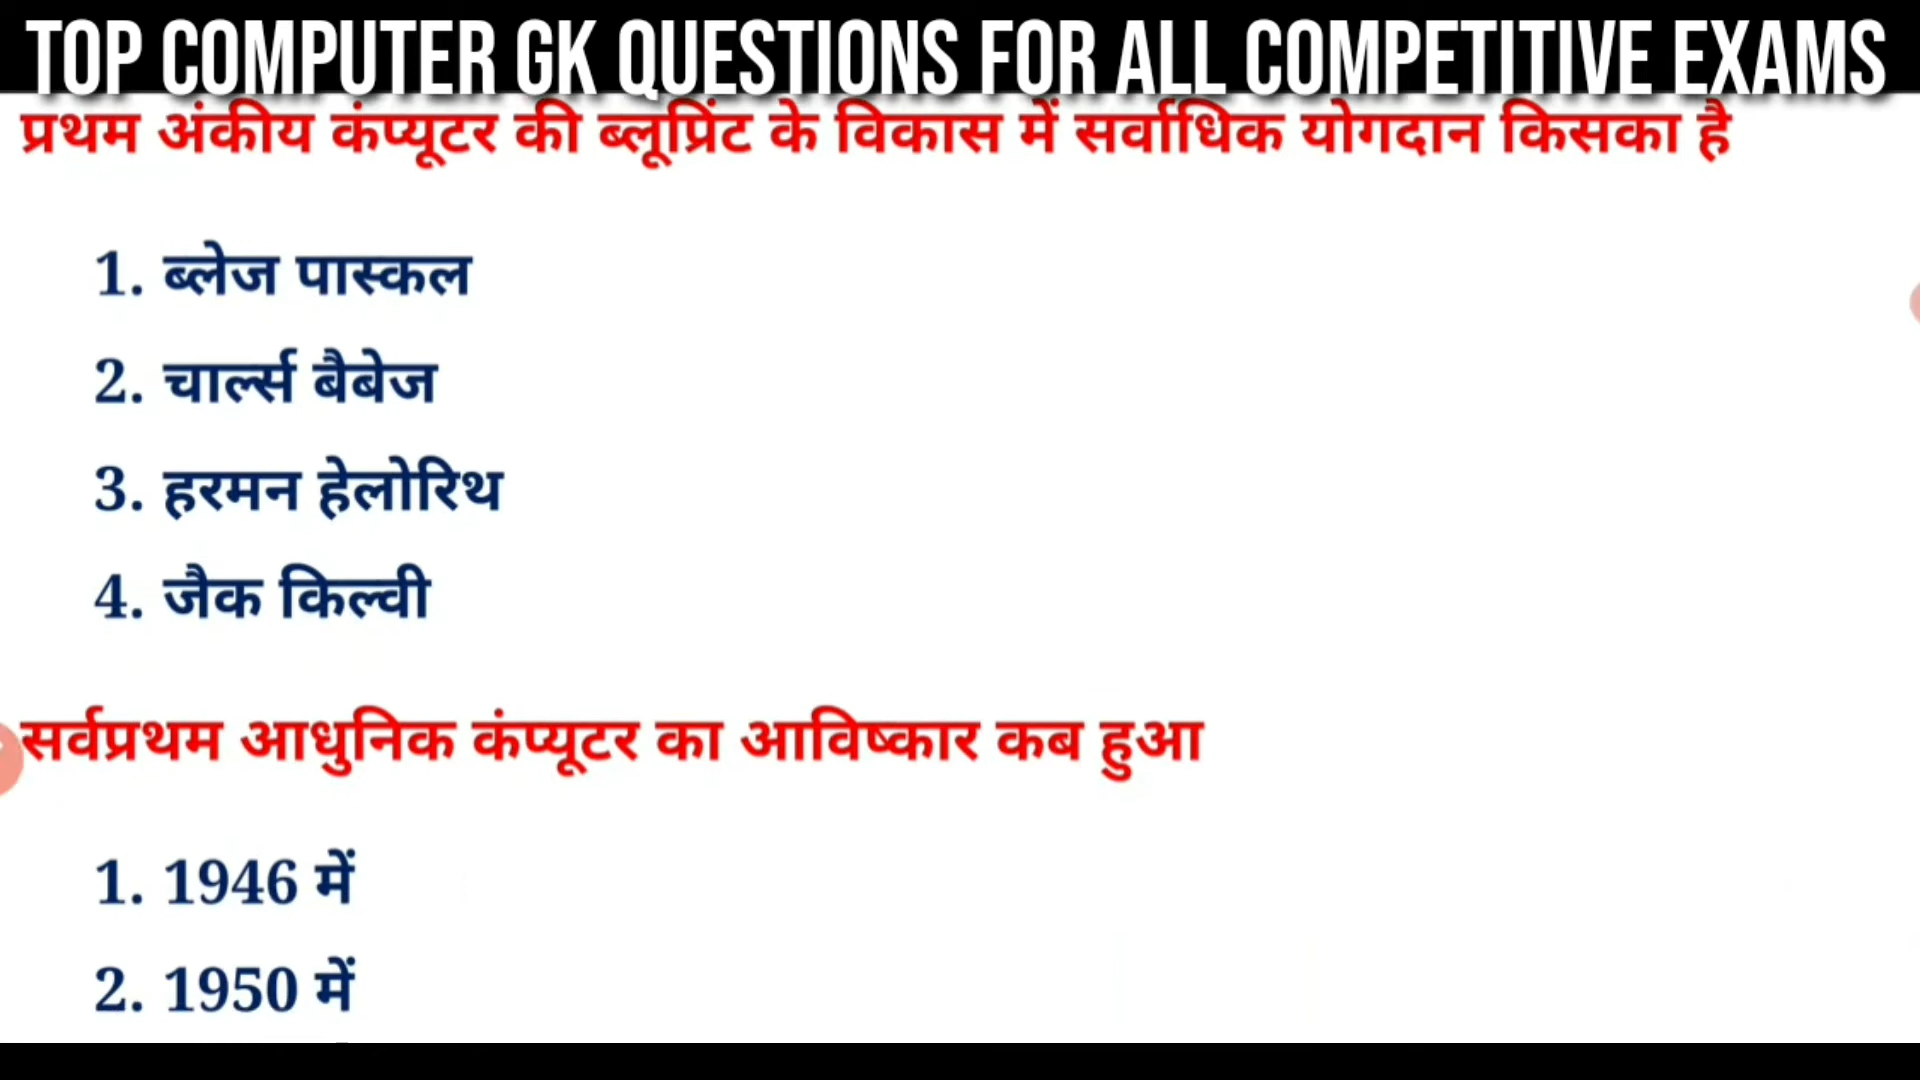 TOP COMPUTER GK QUESTIONS FOR ALL COMPETITIVE EXAMS
प्रथम अंकीय कंप्यूटर की ब्लूप्रिंट के विकास में सर्वाधिक योगदान किसका है
1. ब्लेज पास्कल
2. चार्ल्स बैबेज
3. हरमन हेलोरिथ
4. जैक किल्वी
सर्वप्रथम आधुनिक कंप्यूटर का आविष्कार कब हुआ
1. 1946 में
2. 1950 में